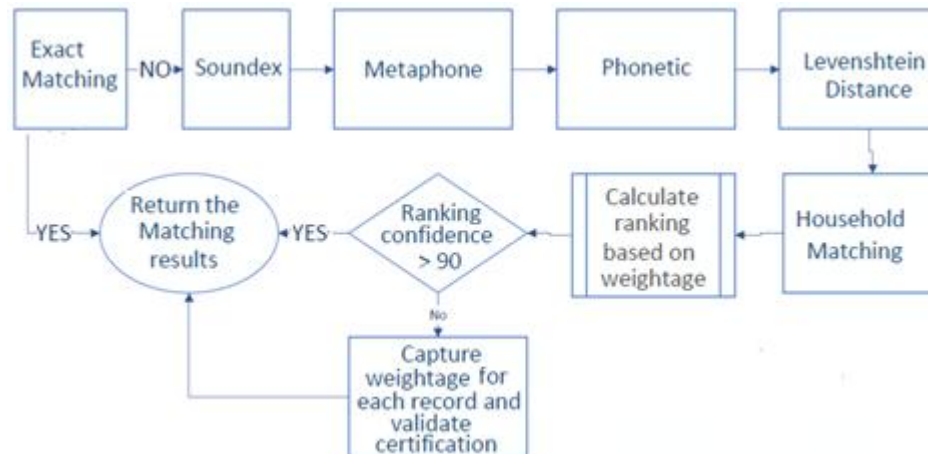 Exact
Matching
NO
Soundex
Metaphone
Phonetic
Levenshtein
Distance
YES
Return the
Matching
results
YES
Ranking
confidence
> 90
Calculate
ranking
based on
weightage
Household
Matching
No
Capture
weightage for
each record and
validate
certification